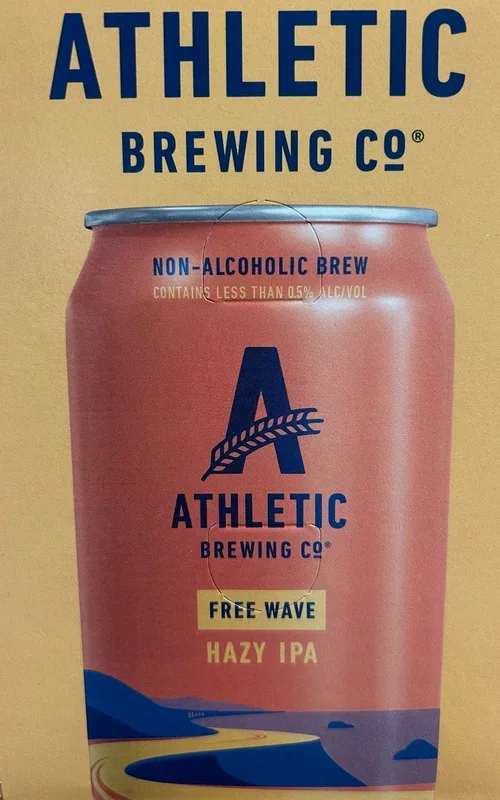 ATHLETIC
BREWING Co®
NON-ALCOHOLIC BREW
CONTAINS LESS THAN 0.5% ALC/VOL
A
ATHLETIC
BREWING Co®
FREE WAVE
HAZY IPA